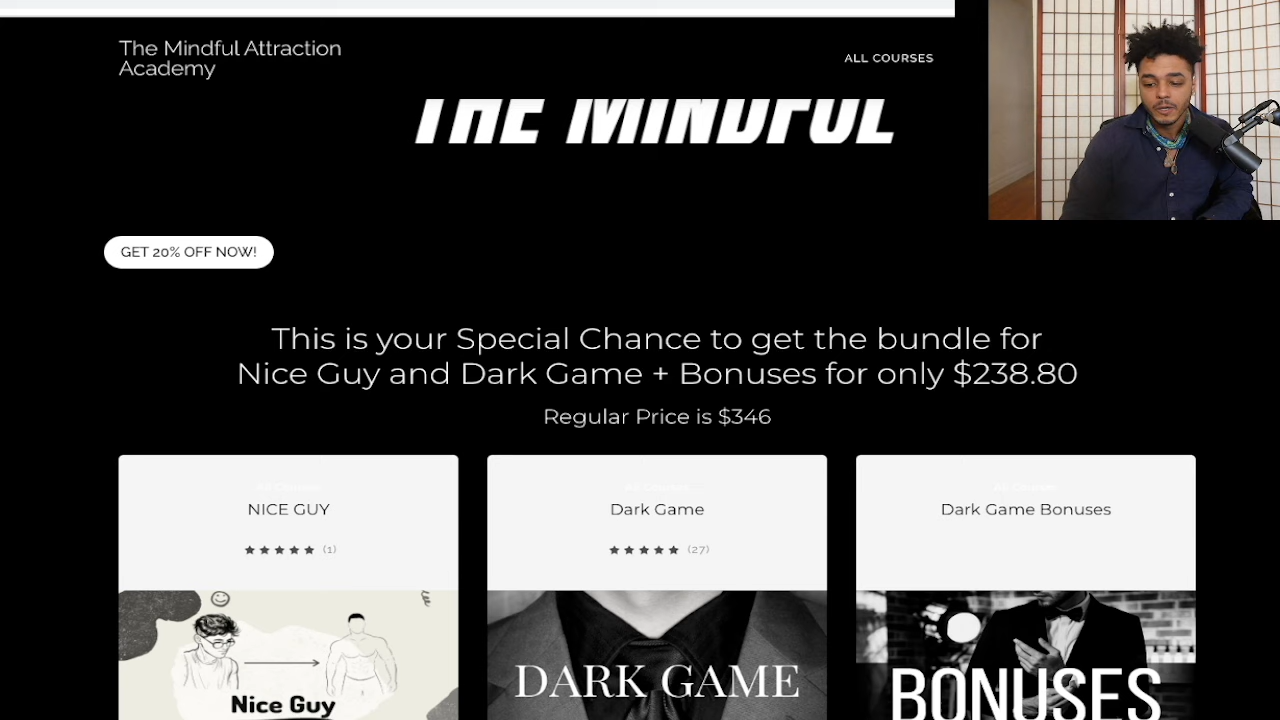 The Mindful Attraction
Academy
ALL COURSES
THE MINDFUL
GET 20% OFF NOW!
This is your Special Chance to get the bundle for
Nice Guy and Dark Game + Bonuses for only $238.80
Regular Price is $346
NICE GUY
(1)
Dark Game
(27)
Dark Game Bonuses
Nice Guy
DARK GAME
BONUSES